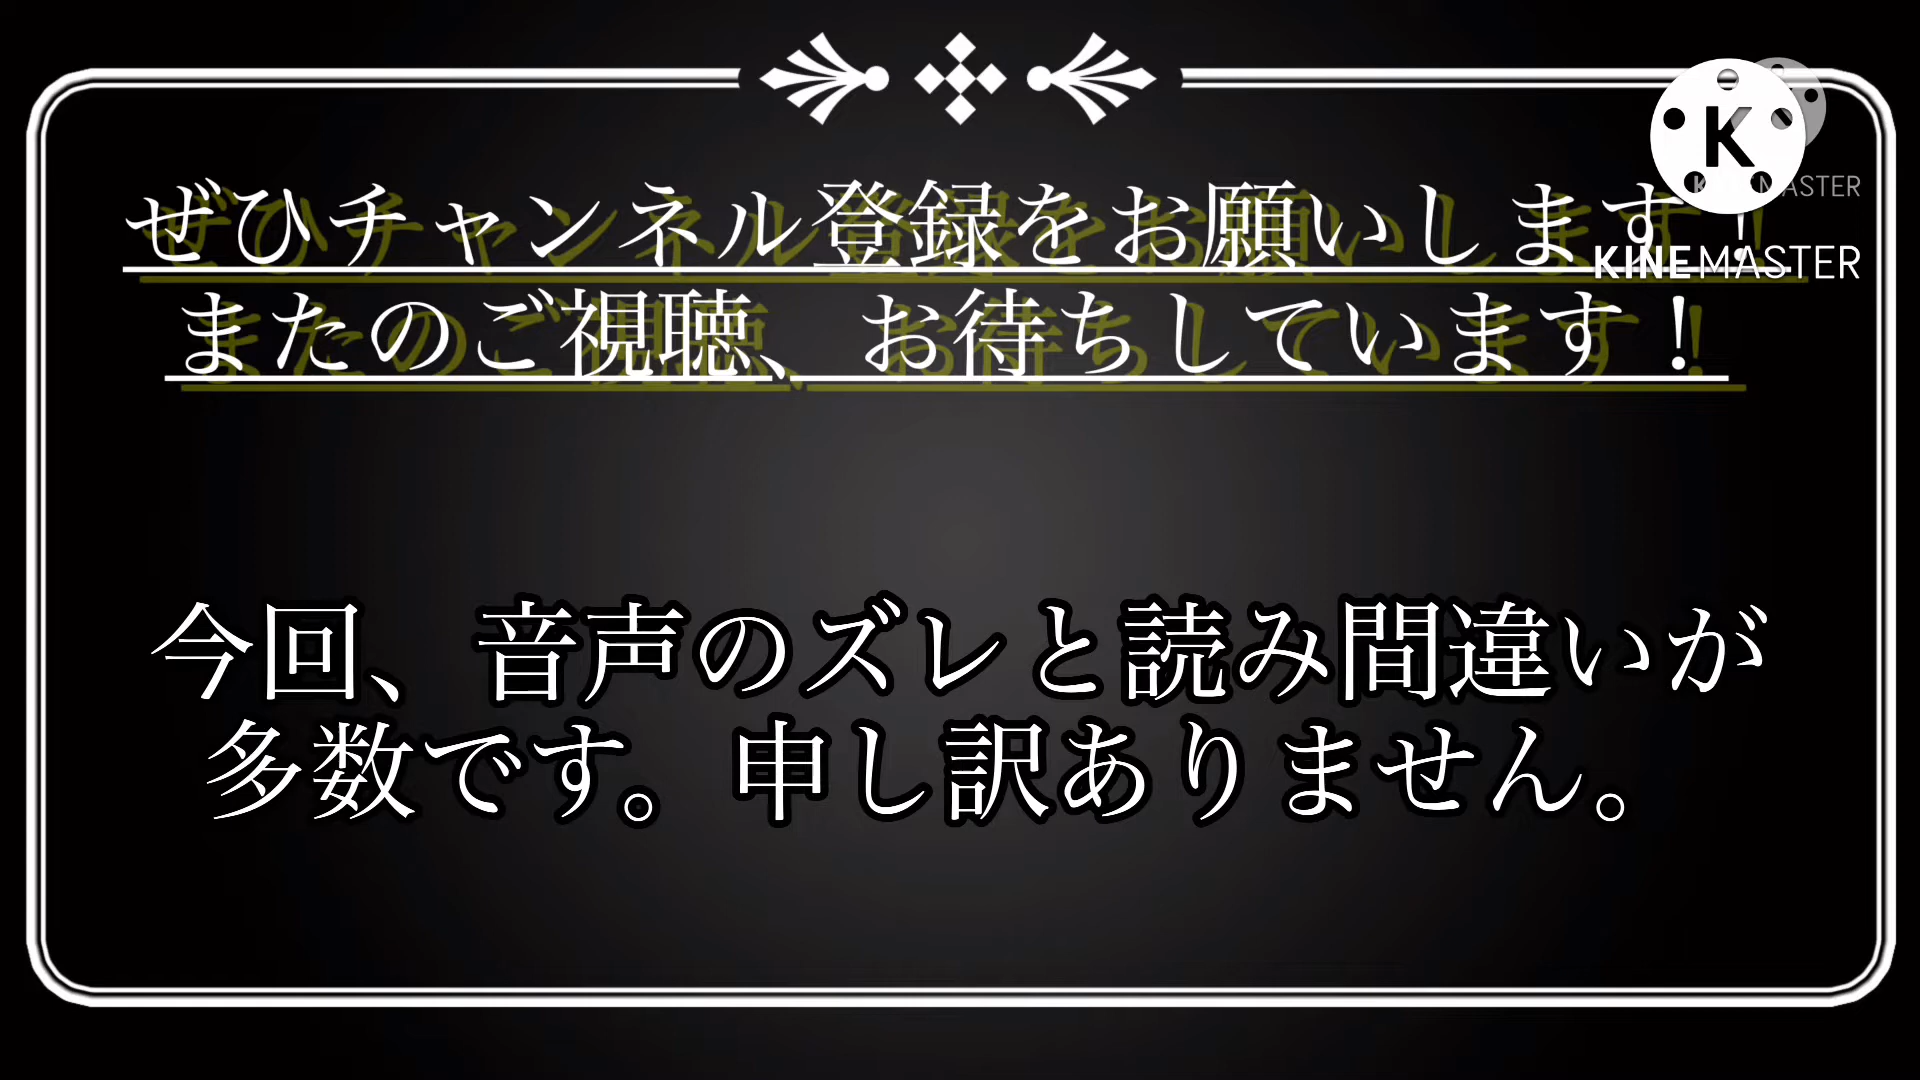 ぜひチャンネル登録をお願いします！
またのご視聴、お待ちしています！
KINEMASTER
今回、音声のズレと読み間違いが
多数です。申し訳ありません。